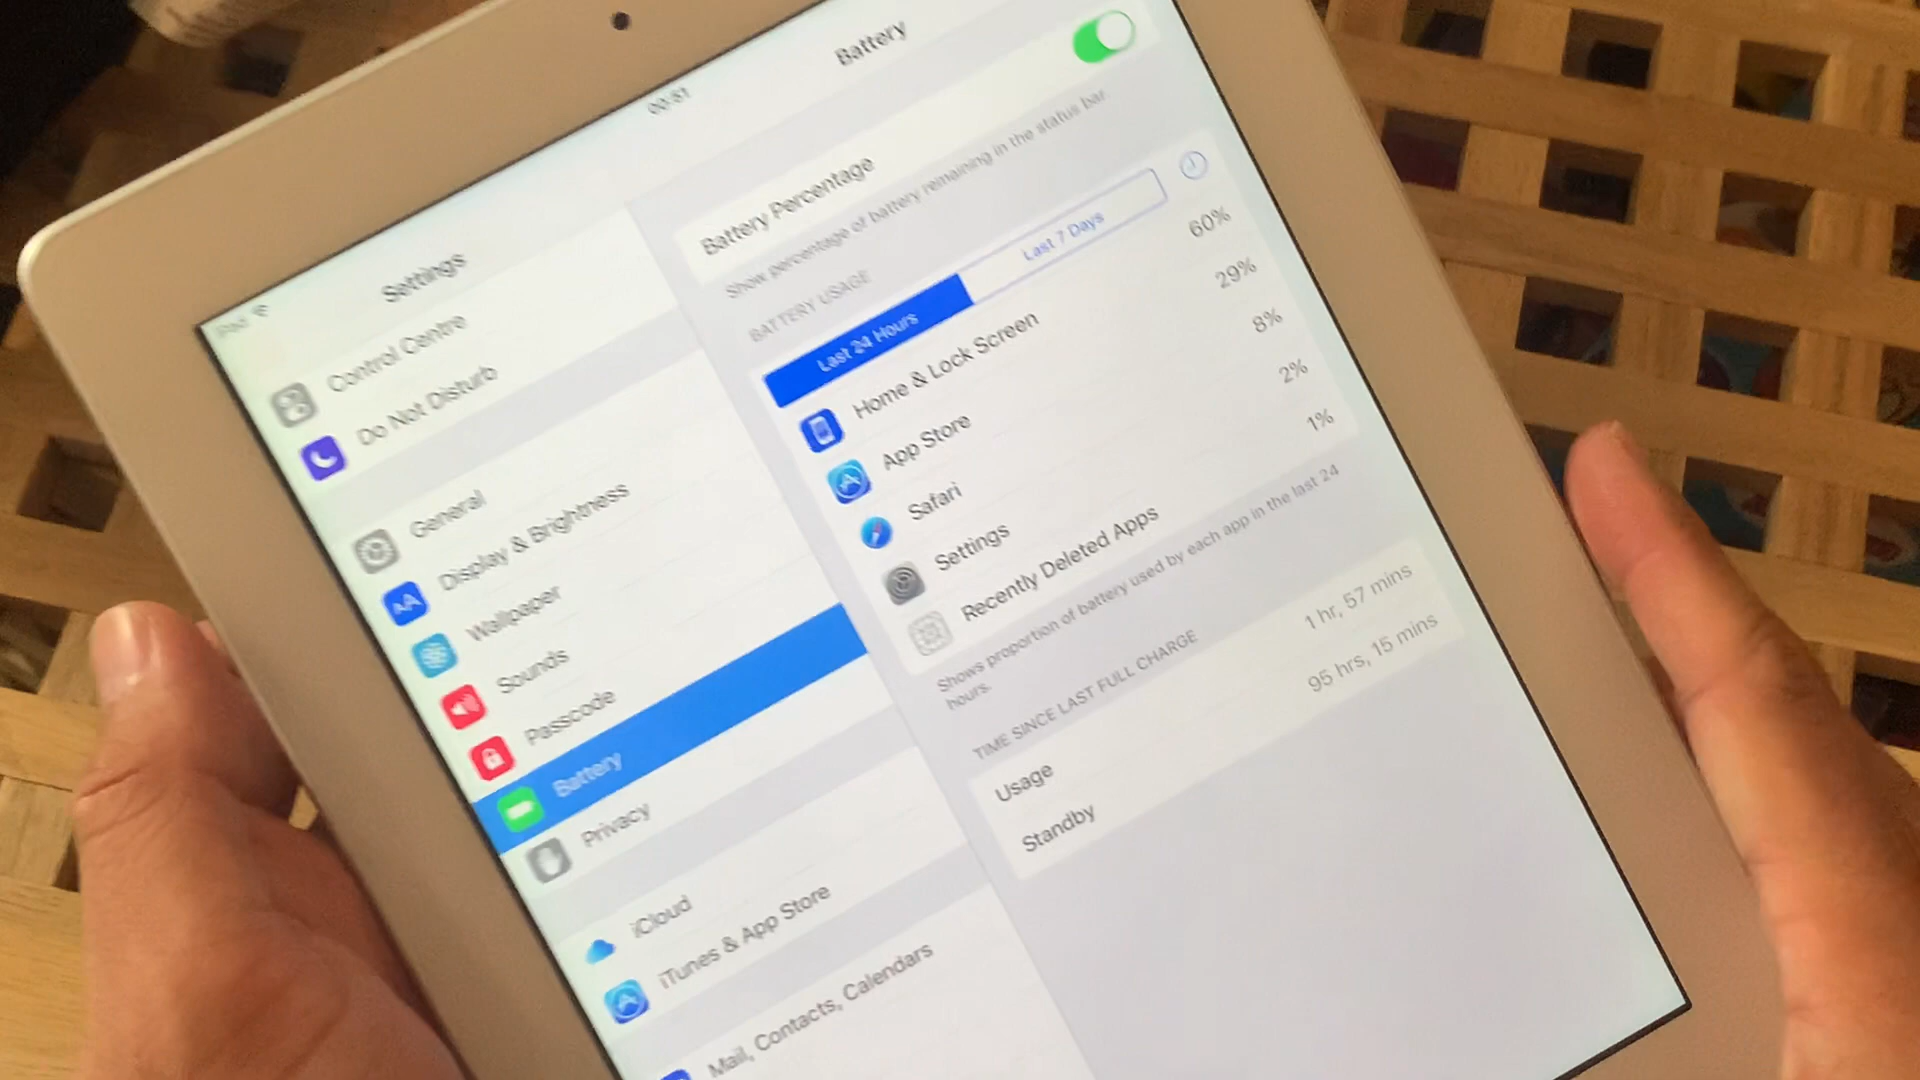 iPad
00:51
Settings
Control Centre
Do Not Disturb
General
Display & Brightness
AA
Wallpaper
Sounds
Passcode
Battery
Privacy
iCloud
iTunes & App Store
Mail, Contacts, Calendars
Battery
Battery Percentage
Show percentage of battery remaining in the status bar.
BATTERY USAGE
Last 24 Hours
Last 7 Days
Home & Lock Screen 60%
App Store 29%
Safari 8%
Settings 2%
Recently Deleted Apps 1%
Shows proportion of battery used by each app in the last 24
hours.
TIME SINCE LAST FULL CHARGE
Usage 1 hr, 57 mins
Standby 95 hrs, 15 mins